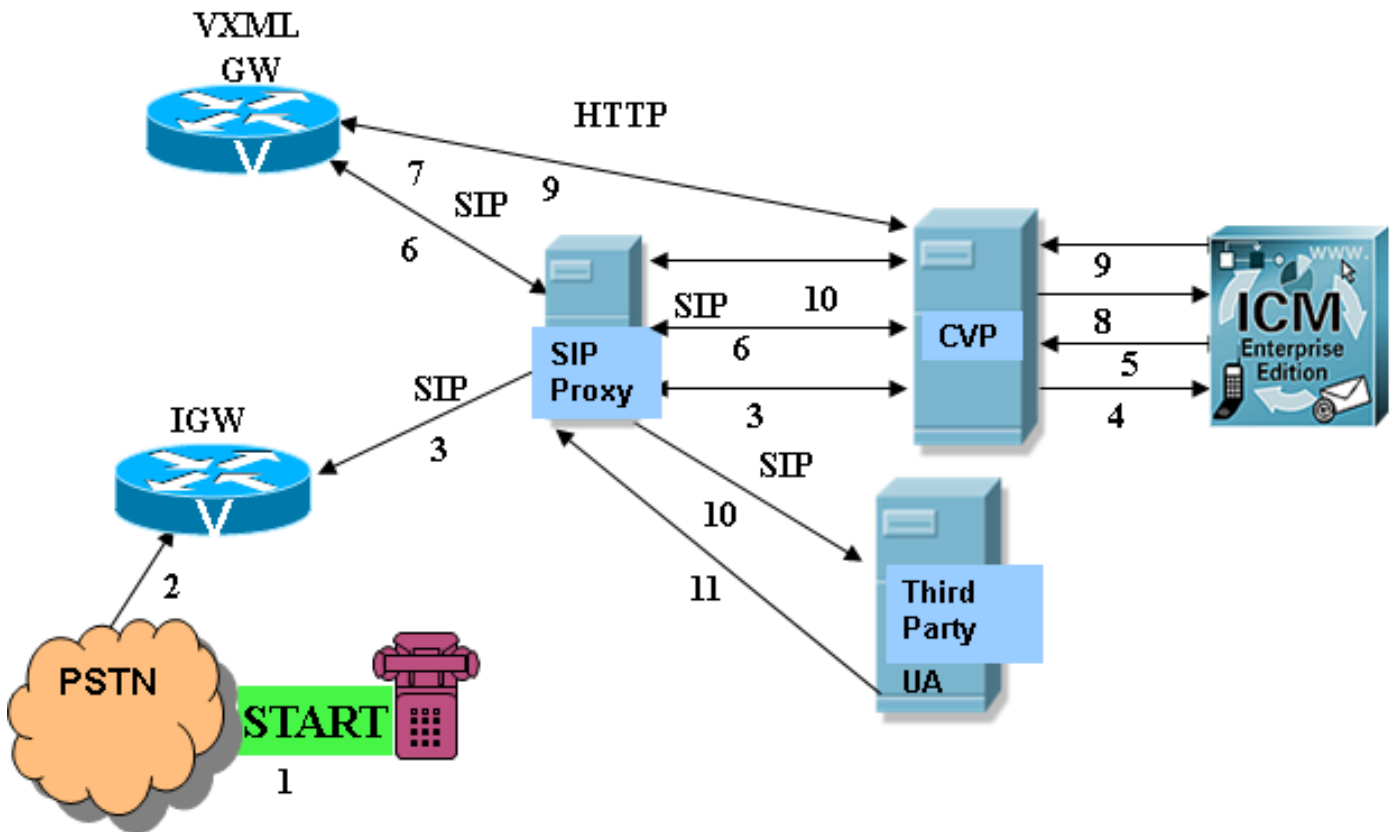 VXML
GW
HTTP
7
9
SIP
6
V
SIP
Proxy
SIP
10
6
3
CVP
9
8
5
4
www.
ICM
Enterprise
Edition
@
SIP
3
IGW
V
2
PSTN
START
1
SIP
10
11
Third
Party
UA